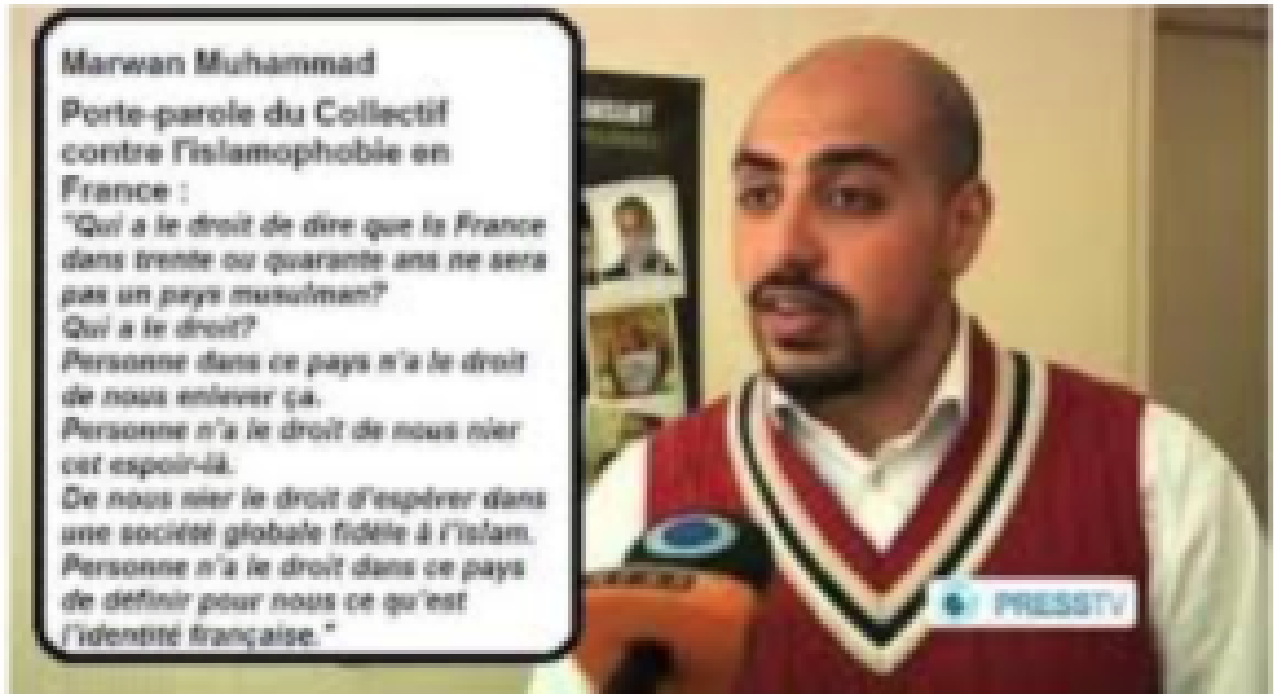 Marwan Muhammad
Porte-parole du Collectif
contre l'islamophobie en
France :
"Qui a le droit de dire que la France
dans trente ou quarante ans ne sera
pas un pays musulman?
Qui a le droit?
Personne dans ce pays n'a le droit
de nous enlever ça.
Personne n'a le droit de nous nier
cet espoir-là.
De nous nier le droit d'espérer dans
une société globale fidèle à l'islam.
Personne n'a le droit dans ce pays
de définir pour nous ce qu'est
l'identité française."
PRESSTV